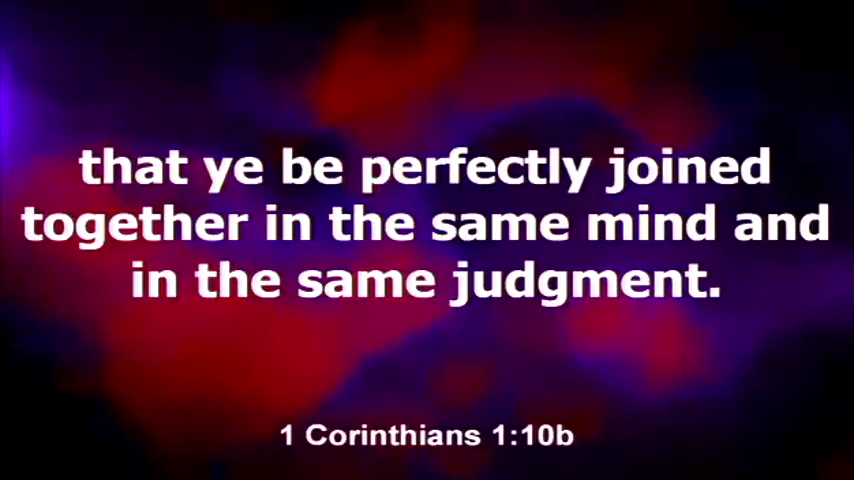 that ye be perfectly joined
together in the same mind and
in the same judgment.
1 Corinthians 1:10b